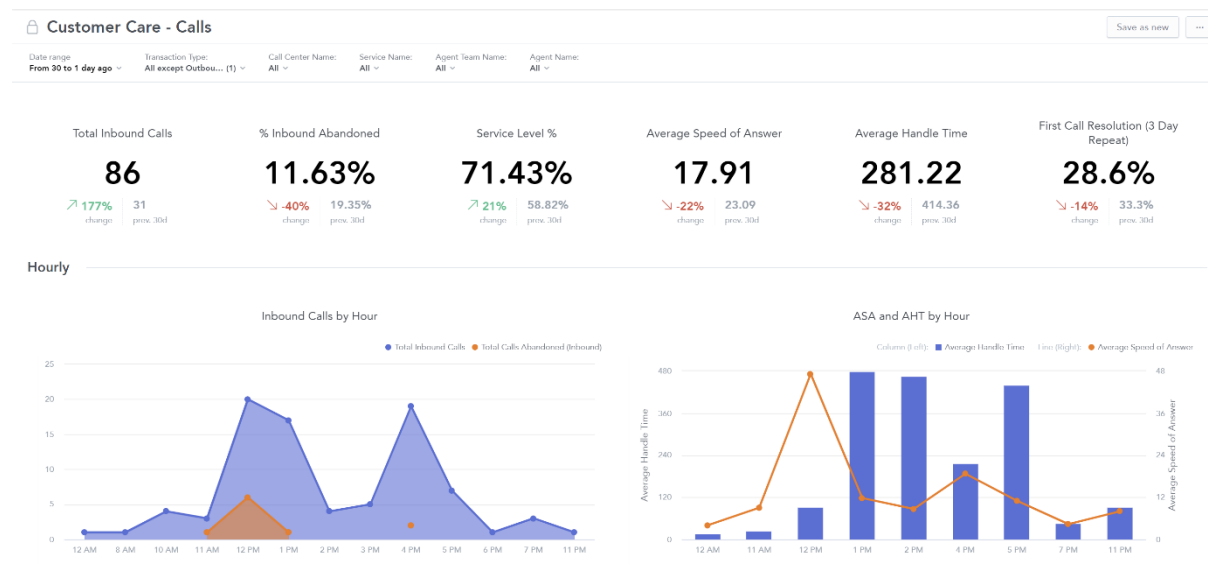 Customer Care - Calls
Save as new
...
Date range
From 30 to 1 day ago
Transaction Type:
All except Outbou... (1)
Call Center Name:
All
Service Name:
All
Agent Team Name:
All
Agent Name:
All
Total Inbound Calls
86
177%
change
31
prev. 30d
% Inbound Abandoned
11.63%
-40%
change
19.35%
prev. 30d
Service Level %
71.43%
21%
change
58.82%
prev. 30d
Average Speed of Answer
17.91
-22%
change
23.09
prev. 30d
Average Handle Time
281.22
-32%
change
414.36
prev. 30d
First Call Resolution (3 Day
Repeat)
28.6%
-14%
change
33.3%
prev. 30d
Hourly
Inbound Calls by Hour
Total Inbound Calls Total Calls Abandoned (Inbound)
25
20
15
10
5
0
12 AM 8 AM 10 AM 11 AM 12 PM 1 PM 2 PM 3 PM 4 PM 5 PM 6 PM 7 PM 11 PM
ASA and AHT by Hour
Column (Left): Average Handle Time Line (Right): Average Speed of Answer
Average Handle Time
480
360
240
120
0
48
36
24
12
0
Average Speed of Answer
12 AM 11 AM 12 PM 1 PM 2 PM 4 PM 5 PM 7 PM 11 PM